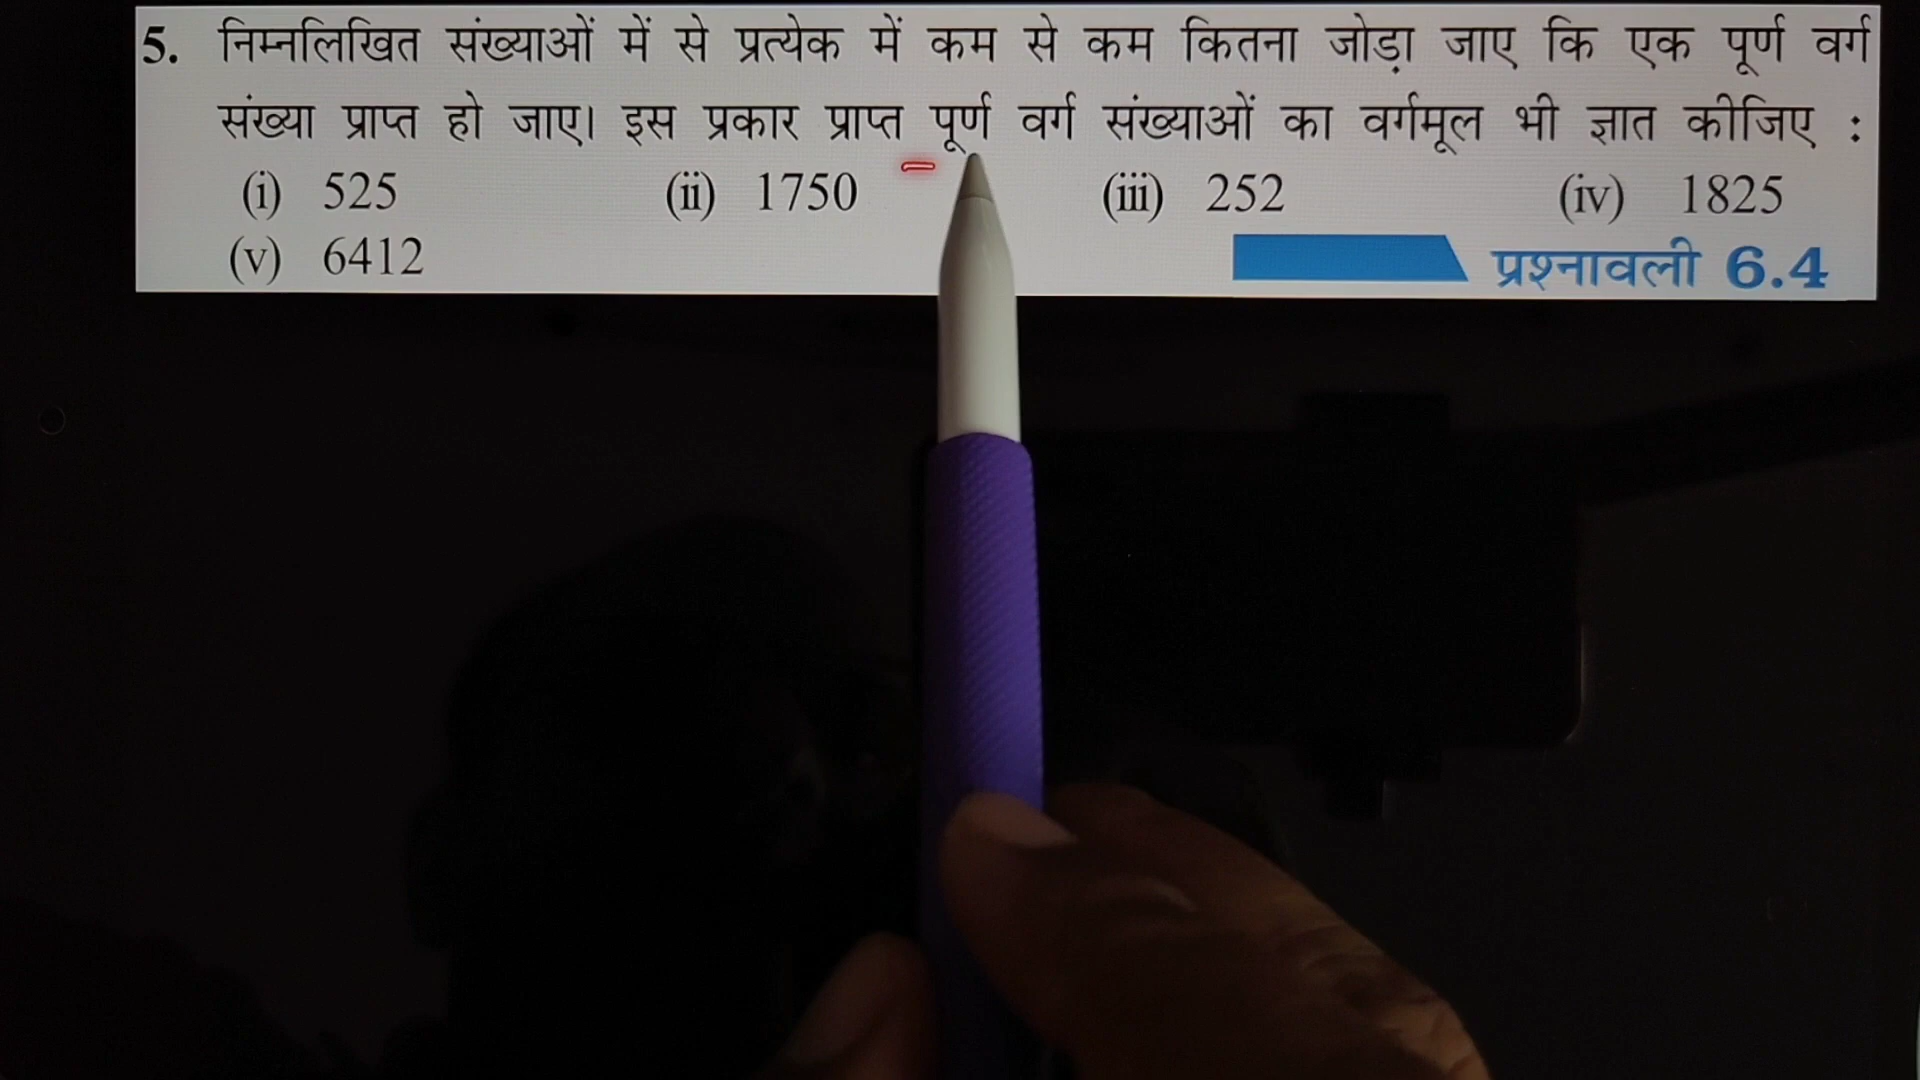 5. निम्नलिखित संख्याओं में से प्रत्येक में कम से कम कितना जोड़ा जाए कि एक पूर्ण वर्ग
संख्या प्राप्त हो जाए। इस प्रकार प्राप्त पूर्ण वर्ग संख्याओं का वर्गमूल भी ज्ञात कीजिए :
(i) 525 (ii) 1750 (iii) 252 (iv) 1825
(v) 6412 प्रश्नावली 6.4